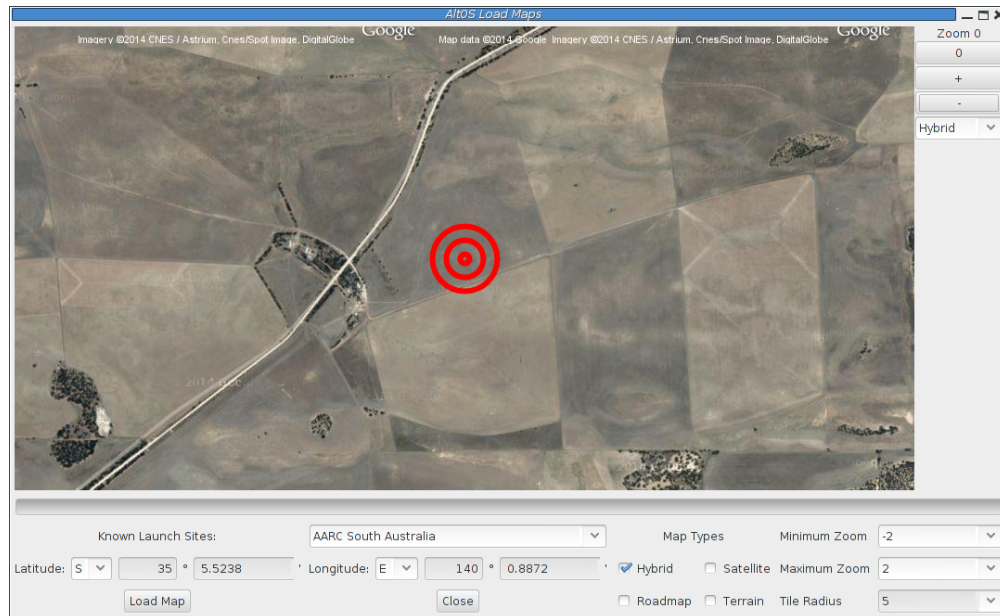 AltOS Load Maps
Imagery ©2014 CNES / Astrium, Cnes/Spot Image, DigitalGlobe
Google
Map data ©2014 Google Imagery ©2014 CNES / Astrium, Cnes/Spot Image, DigitalGlobe
Google
Zoom 0
0
+
-
Hybrid
Known Launch Sites: AARC South Australia Map Types Minimum Zoom -2
Latitude: S 35 ° 5.5238 ' Longitude: E 140 ° 0.8872 ' Hybrid Satellite Maximum Zoom 2
Load Map Close Roadmap Terrain Tile Radius 5